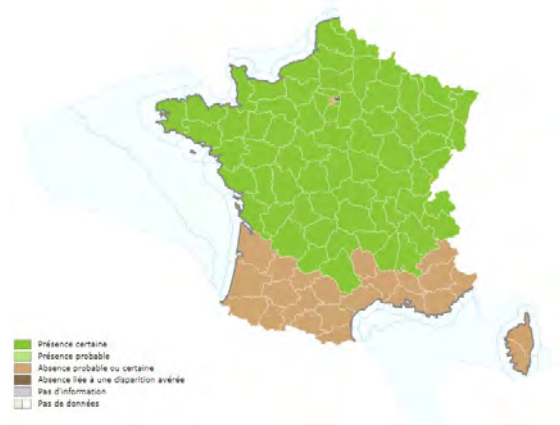 Présence certaine
Présence probable
Absence probable ou certaine
Absence liée à une disparition avérée
Pas d'information
Pas de données